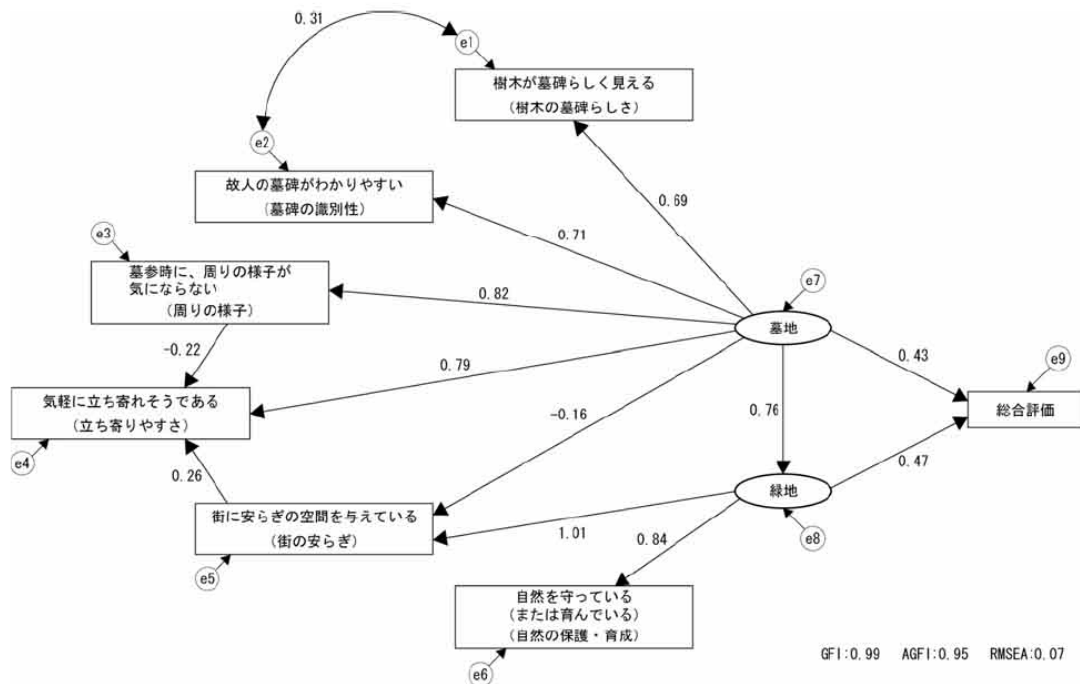 0.31
e1
樹木が墓碑らしく見える
(樹木の墓碑らしさ)
e2
故人の墓碑がわかりやすい
(墓碑の識別性)
0.69
0.71
e3
墓参時に、周りの様子が
気にならない
(周りの様子)
0.82
e7
墓地
-0.22
0.79
0.43
e9
総合評価
気軽に立ち寄れそうである
(立ち寄りやすさ)
-0.16
0.76
e4
0.26
0.47
緑地
街に安らぎの空間を与えている
(街の安らぎ)
1.01
e8
0.84
e5
自然を守っている
(または育んでいる)
(自然の保護・育成)
e6
GFI:0.99 AGFI:0.95 RMSEA:0.07